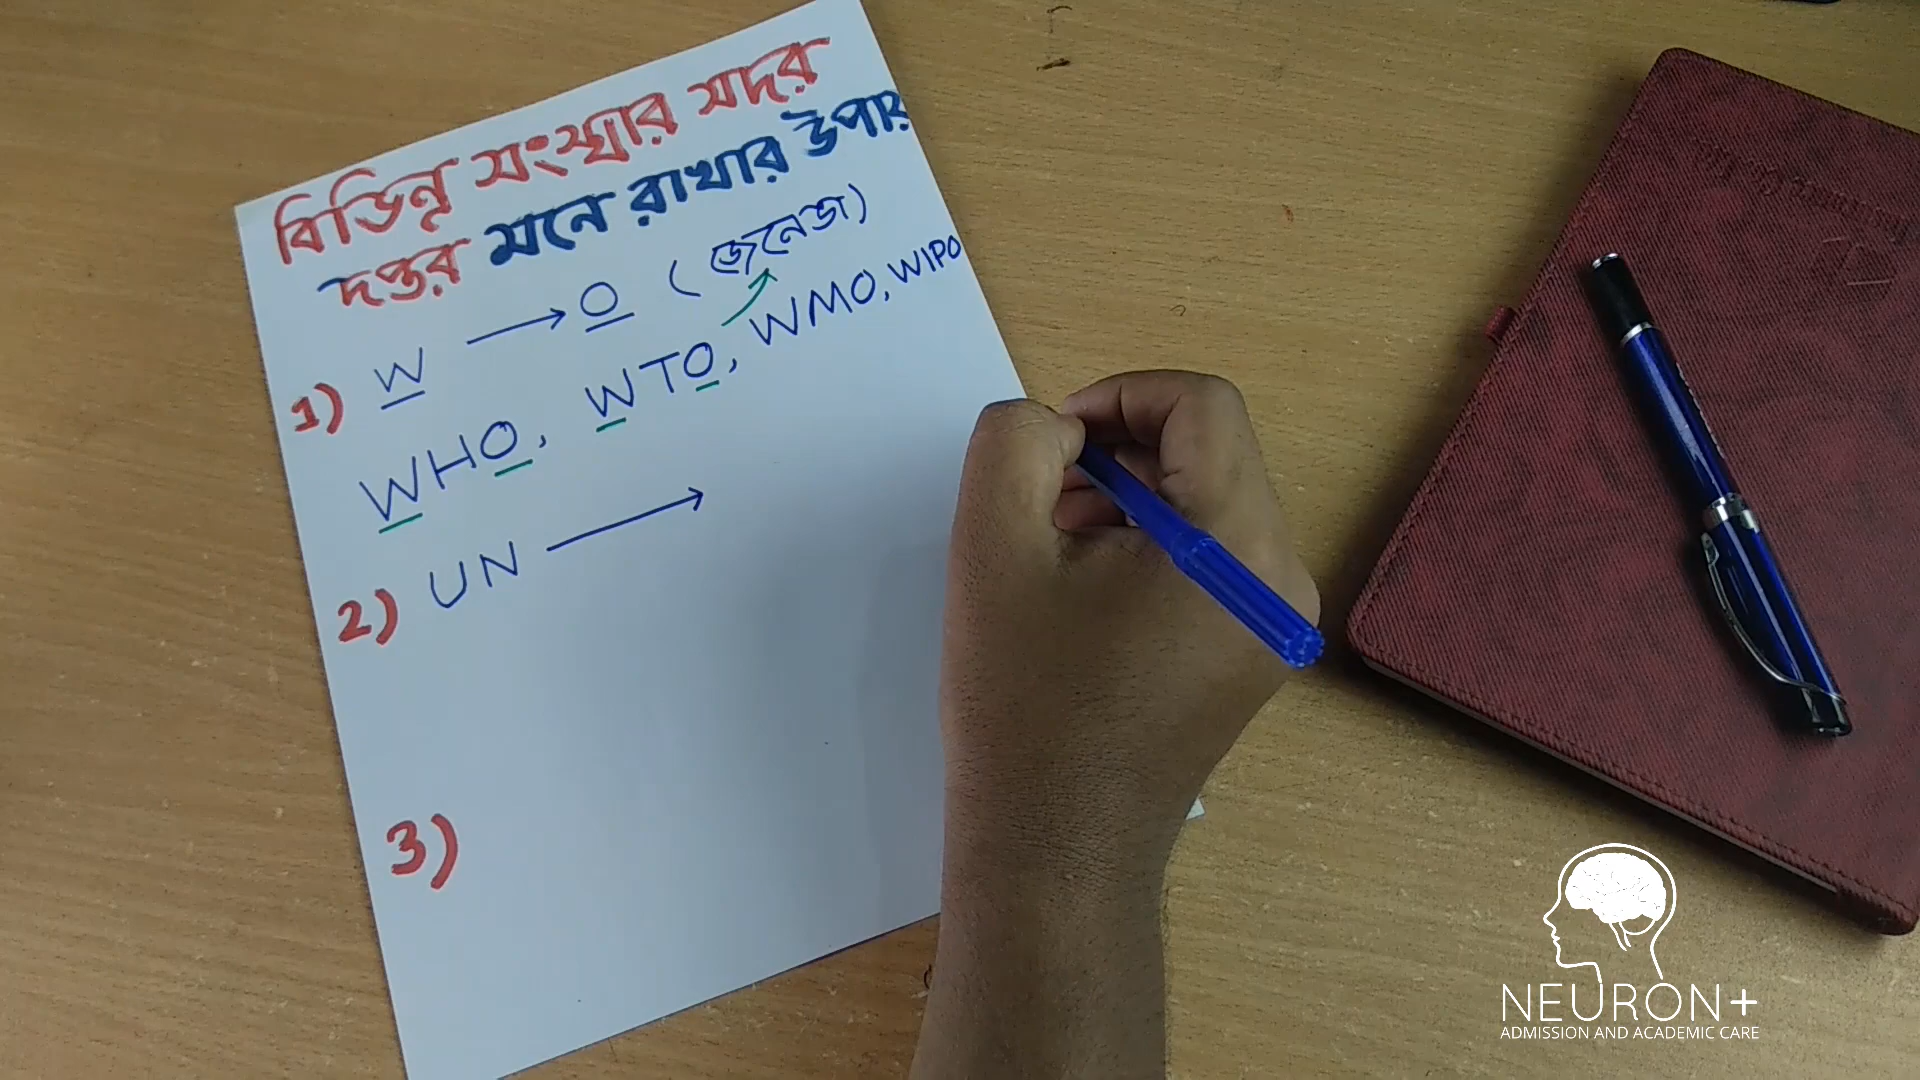 বিভিন্ন সংস্থার সদর
দপ্তর মনে রাখার উপায়
1) W → O (জেনেভা)
WHO, WTO, WMO, WIPO
2) UN →
3)
NEURON+
ADMISSION AND ACADEMIC CARE